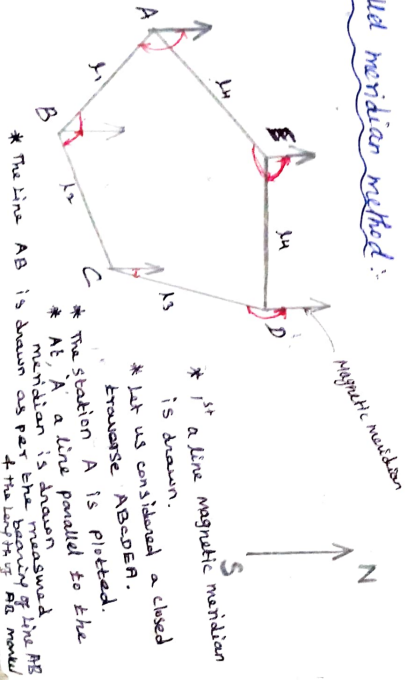 lled meridian method :-
A
l1
B
l2
C
l3
D
l4
E
l4
Magnetic meridian
N
S
* 1st a line magnetic meridian
is drawn.
* Let us considered a closed
traverse ABCDEA.
* The station A is plotted.
* At, 'A' a line parallel to the
meridian is drawn
* The Line AB is drawn as per the measured
bearing of line AB
& the length of AB marked